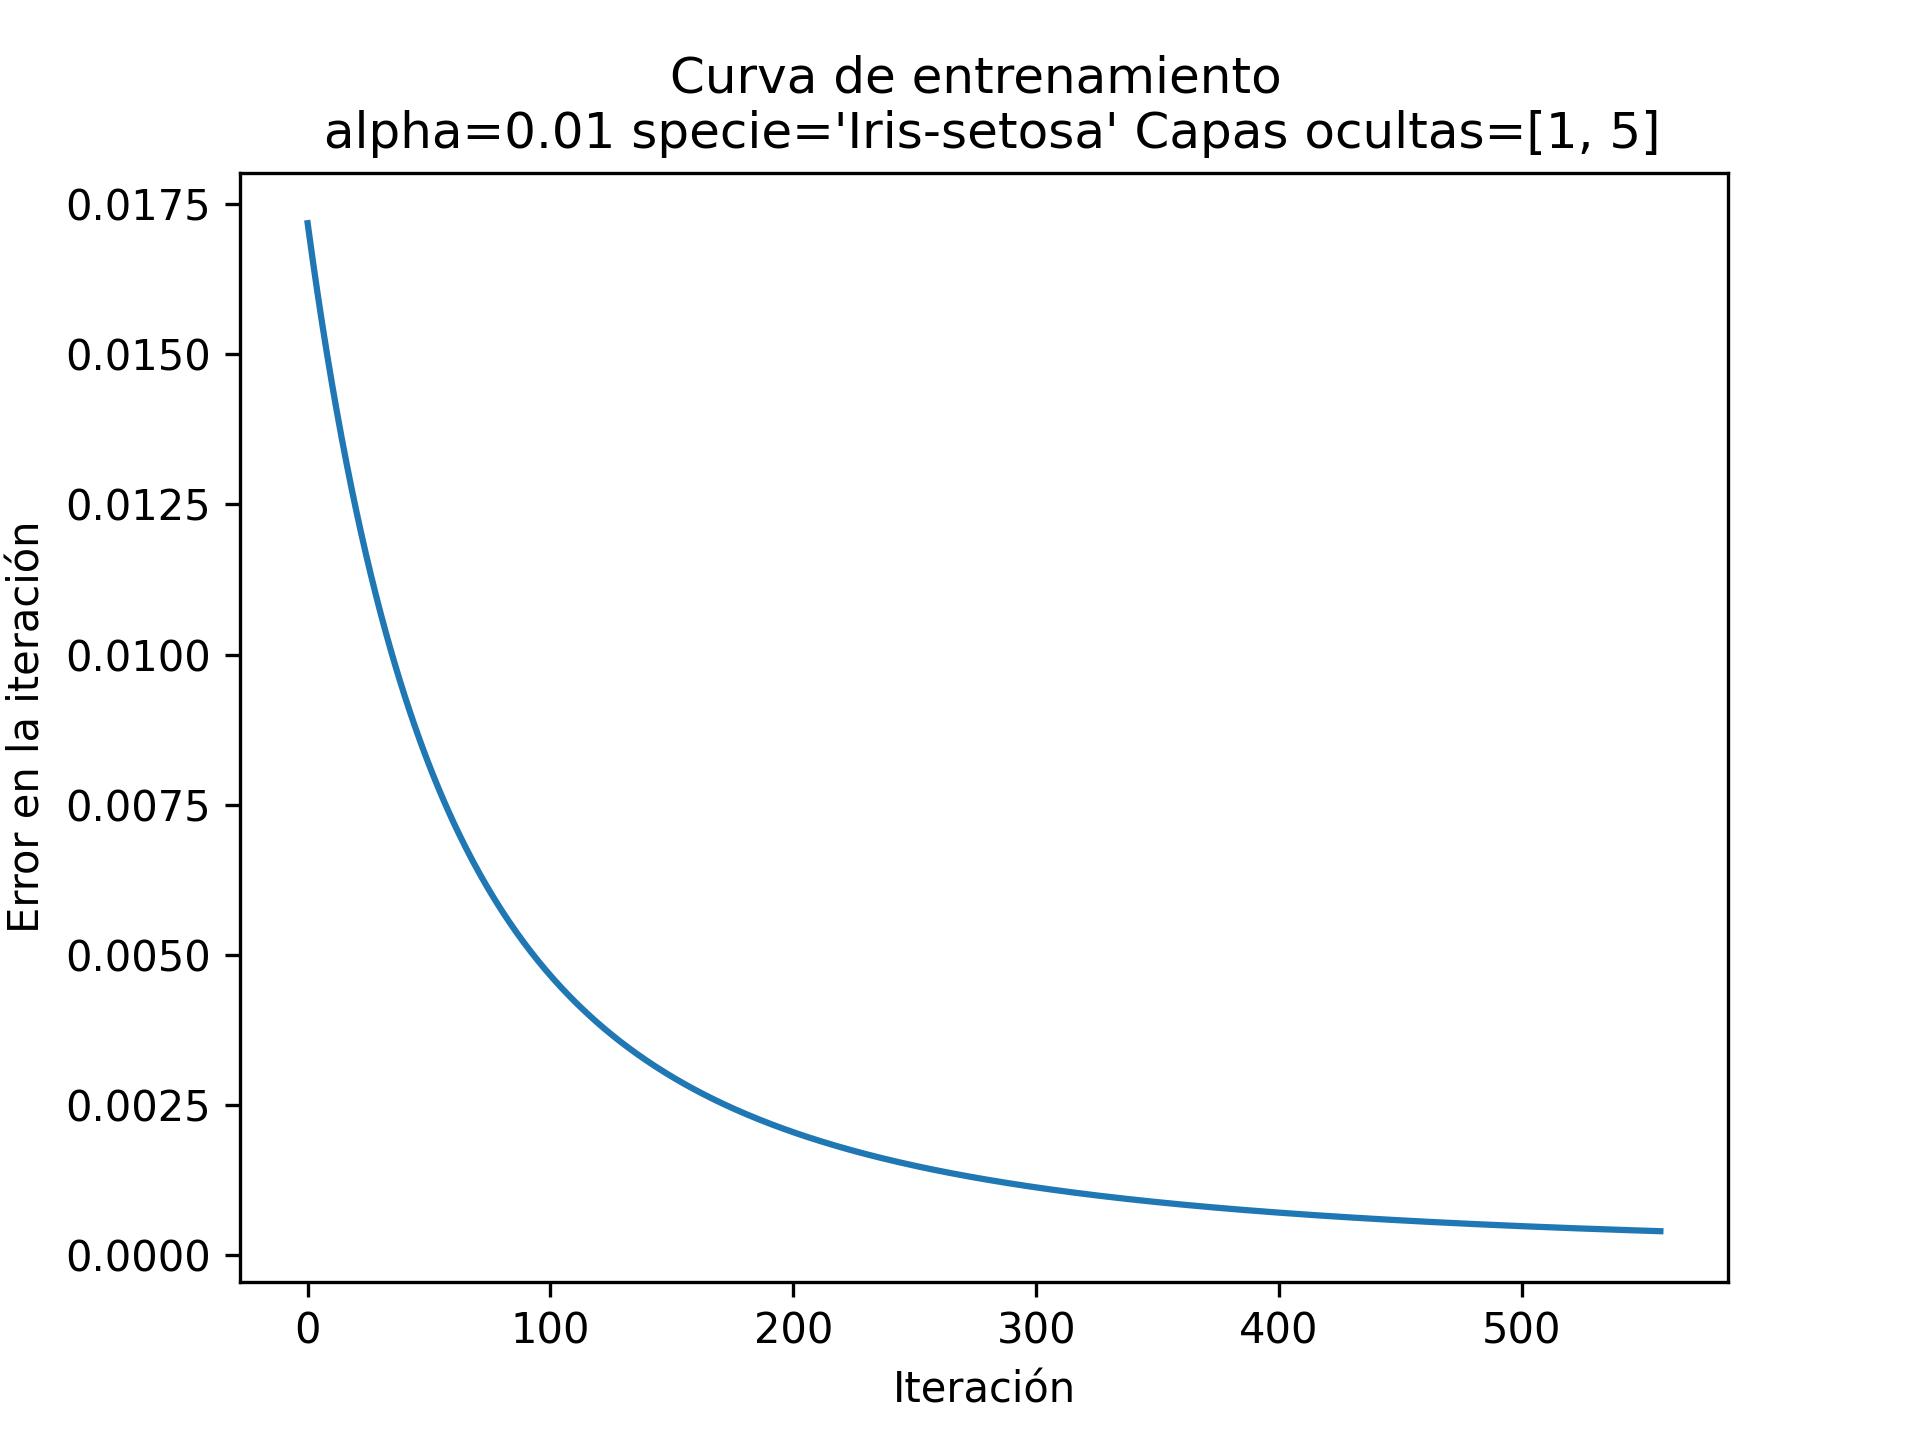 Curva de entrenamiento
alpha=0.01 specie='Iris-setosa' Capas ocultas=[1, 5]
0.0175
0.0150
0.0125
0.0100
0.0075
0.0050
0.0025
0.0000
Error en la iteración
0 100 200 300 400 500
Iteración